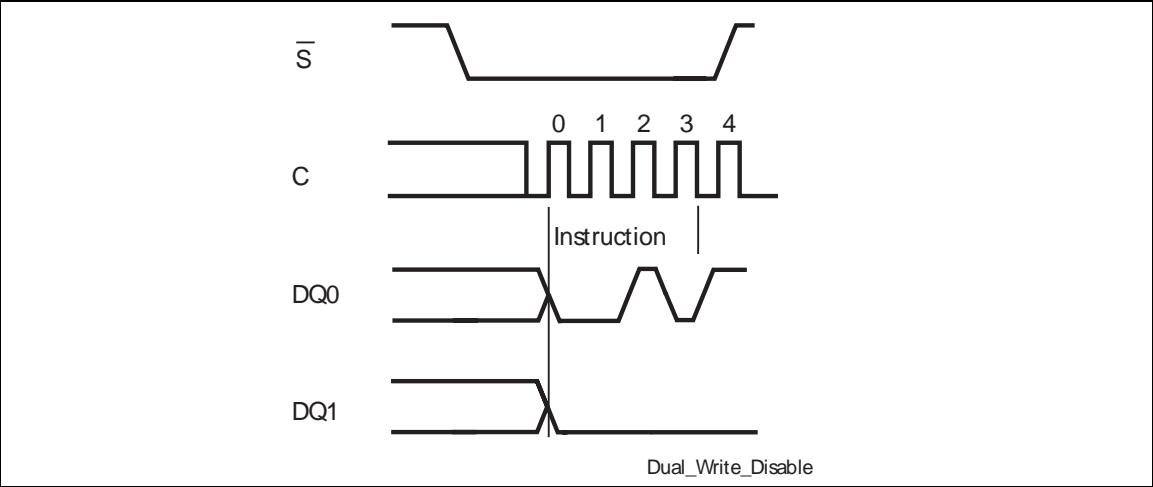 S̅
0 1 2 3 4
C
Instruction
DQ0
DQ1
Dual_Write_Disable